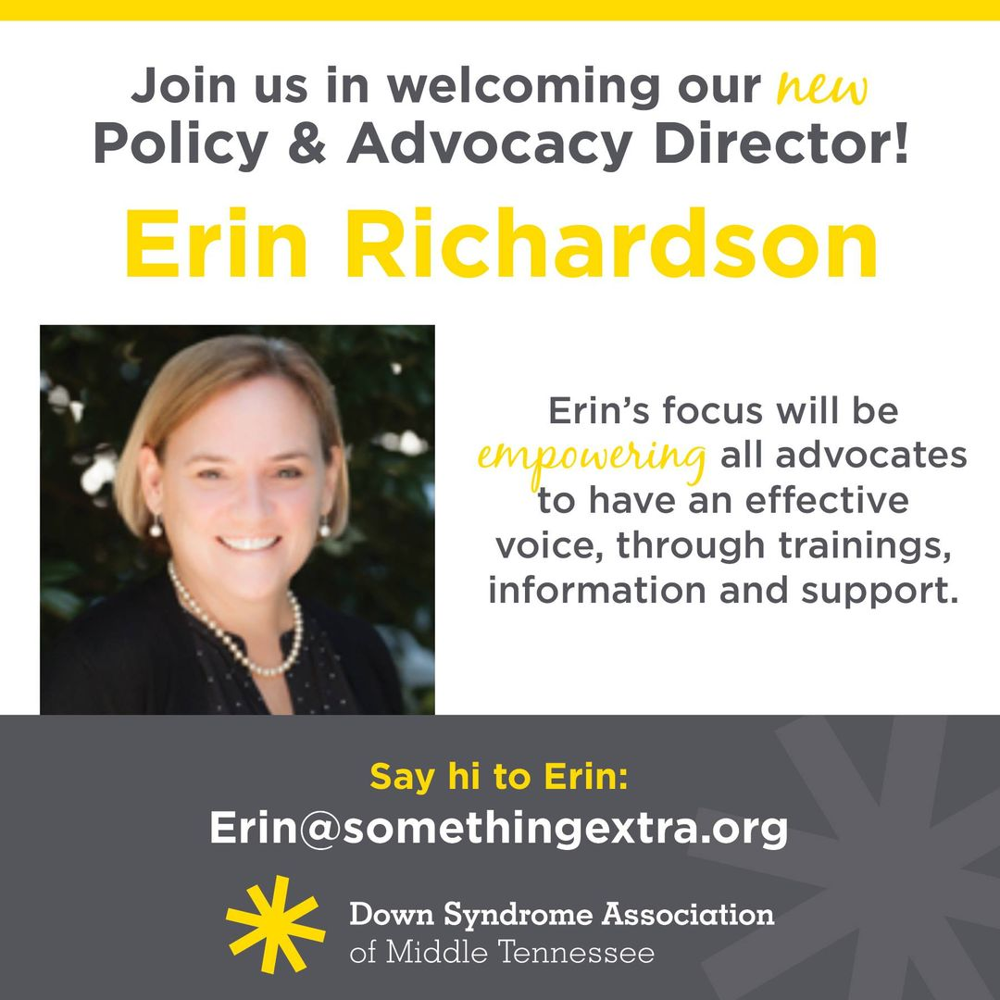 Join us in welcoming our new
Policy & Advocacy Director!
Erin Richardson
Erin’s focus will be
empowering all advocates
to have an effective
voice, through trainings,
information and support.
Say hi to Erin:
Erin@somethingextra.org
Down Syndrome Association
of Middle Tennessee